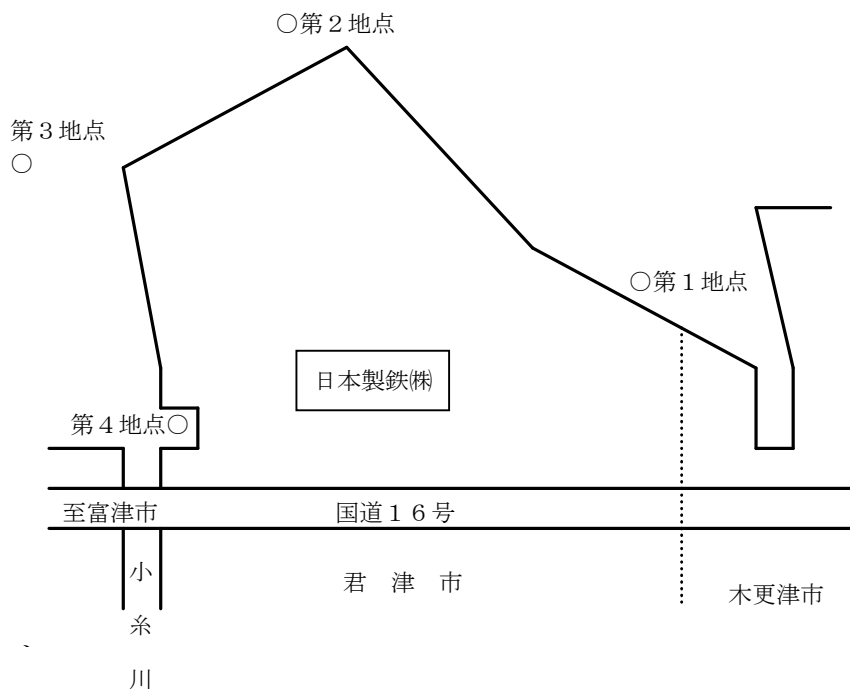 ○第２地点
第３地点
○
○第１地点
日本製鉄㈱
第４地点○
至富津市
国道１６号
君津市
木更津市
小糸川